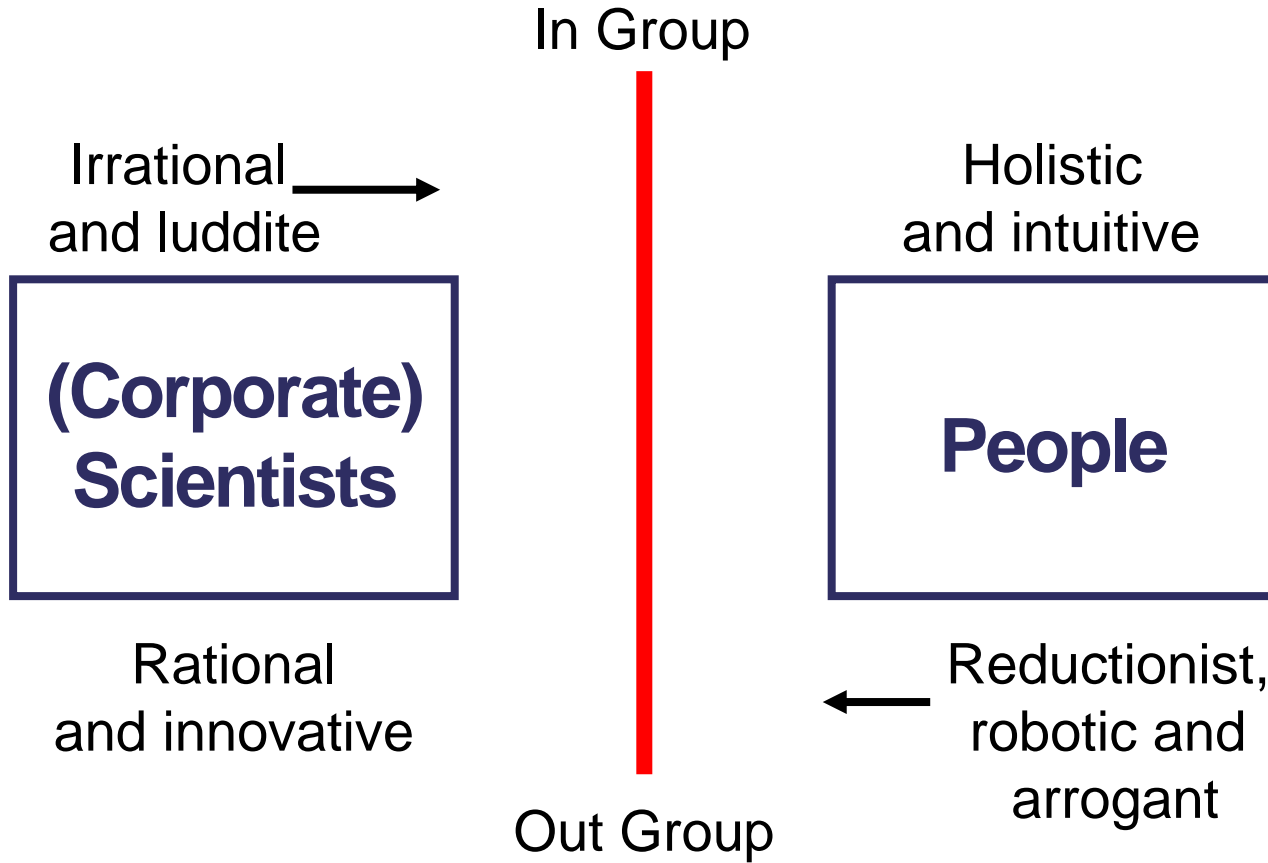 In Group
Irrational
and luddite
Holistic
and intuitive
(Corporate)
Scientists
People
Rational
and innovative
Reductionist,
robotic and
arrogant
Out Group